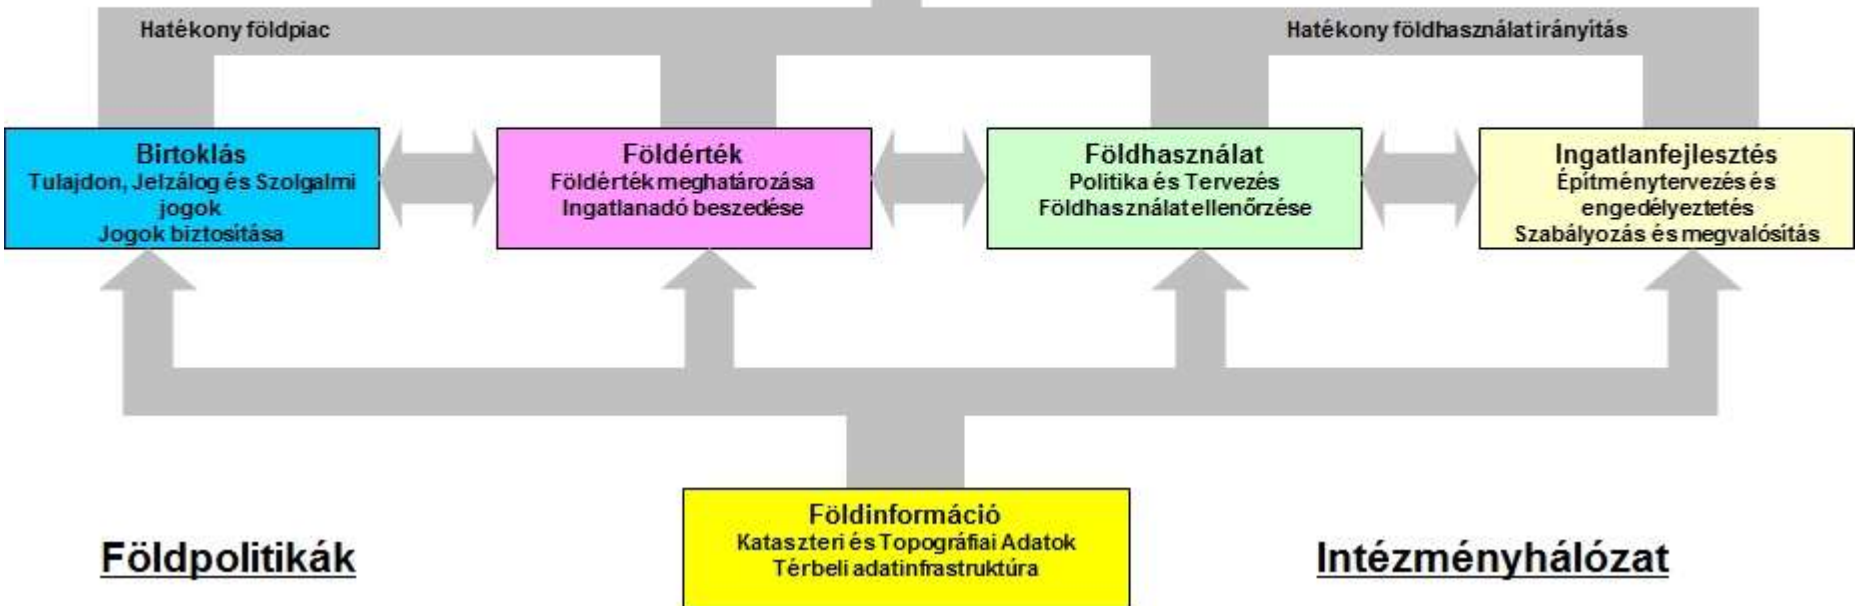 Hatékony földpiac
Hatékony földhasználat irányítás
Birtoklás
Tulajdon, Jelzálog és Szolgalmi
jogok
Jogok biztosítása
Földérték
Földérték meghatározása
Ingatlanadó beszedése
Földhasználat
Politika és Tervezés
Földhasználat ellenőrzése
Ingatlanfejlesztés
Építménytervezés és
engedélyeztetés
Szabályozás és megvalósítás
Földinformáció
Kataszteri és Topográfiai Adatok
Térbeli adatinfrastruktúra
Földpolitikák
Intézményhálózat